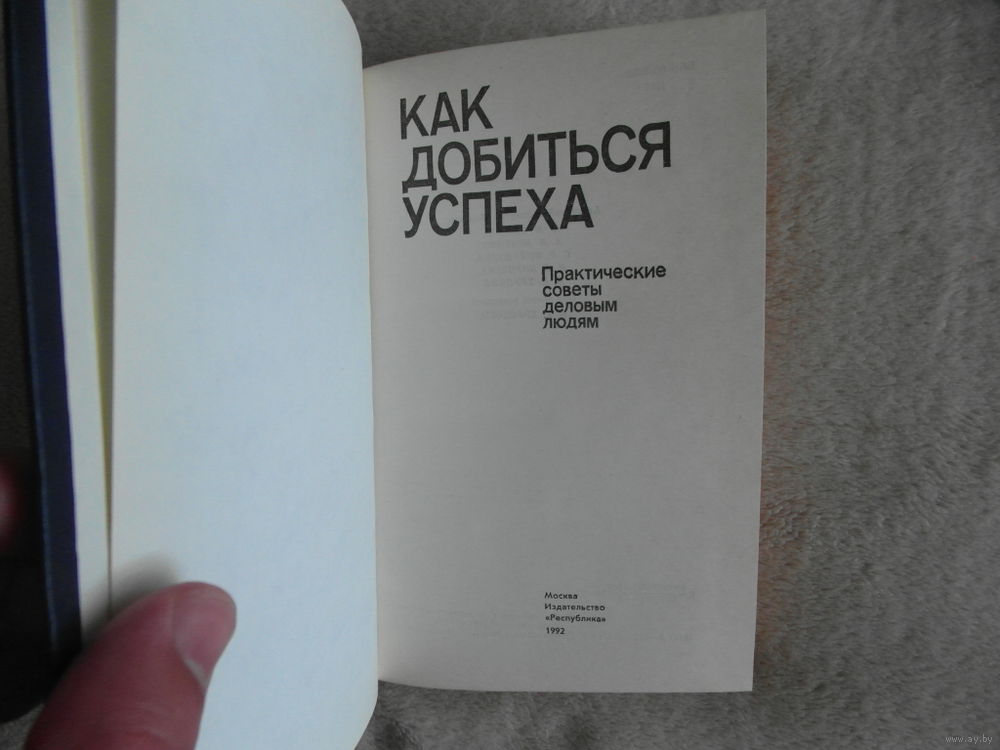 КАК
ДОБИТЬСЯ
УСПЕХА
Практические
советы
деловым
людям
Москва
Издательство
«Республика»
1992
www.ay.by